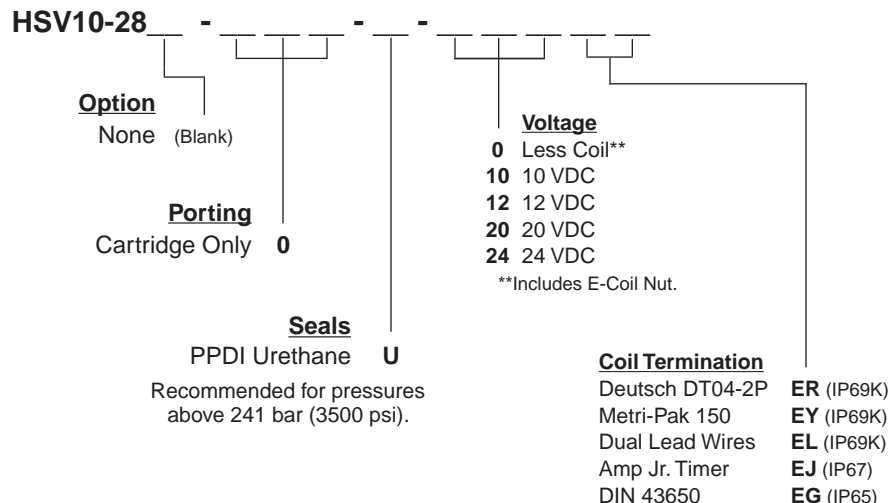 HSV10-28__ - __ __ __ - __ - __ __ __ __ __
Option
None (Blank)
Porting
Cartridge Only 0
Seals
PPDI Urethane U
Recommended for pressures
above 241 bar (3500 psi).
Voltage
0 Less Coil**
10 10 VDC
12 12 VDC
20 20 VDC
24 24 VDC
**Includes E-Coil Nut.
Coil Termination
Deutsch DT04-2P ER (IP69K)
Metri-Pak 150 EY (IP69K)
Dual Lead Wires EL (IP69K)
Amp Jr. Timer EJ (IP67)
DIN 43650 EG (IP65)